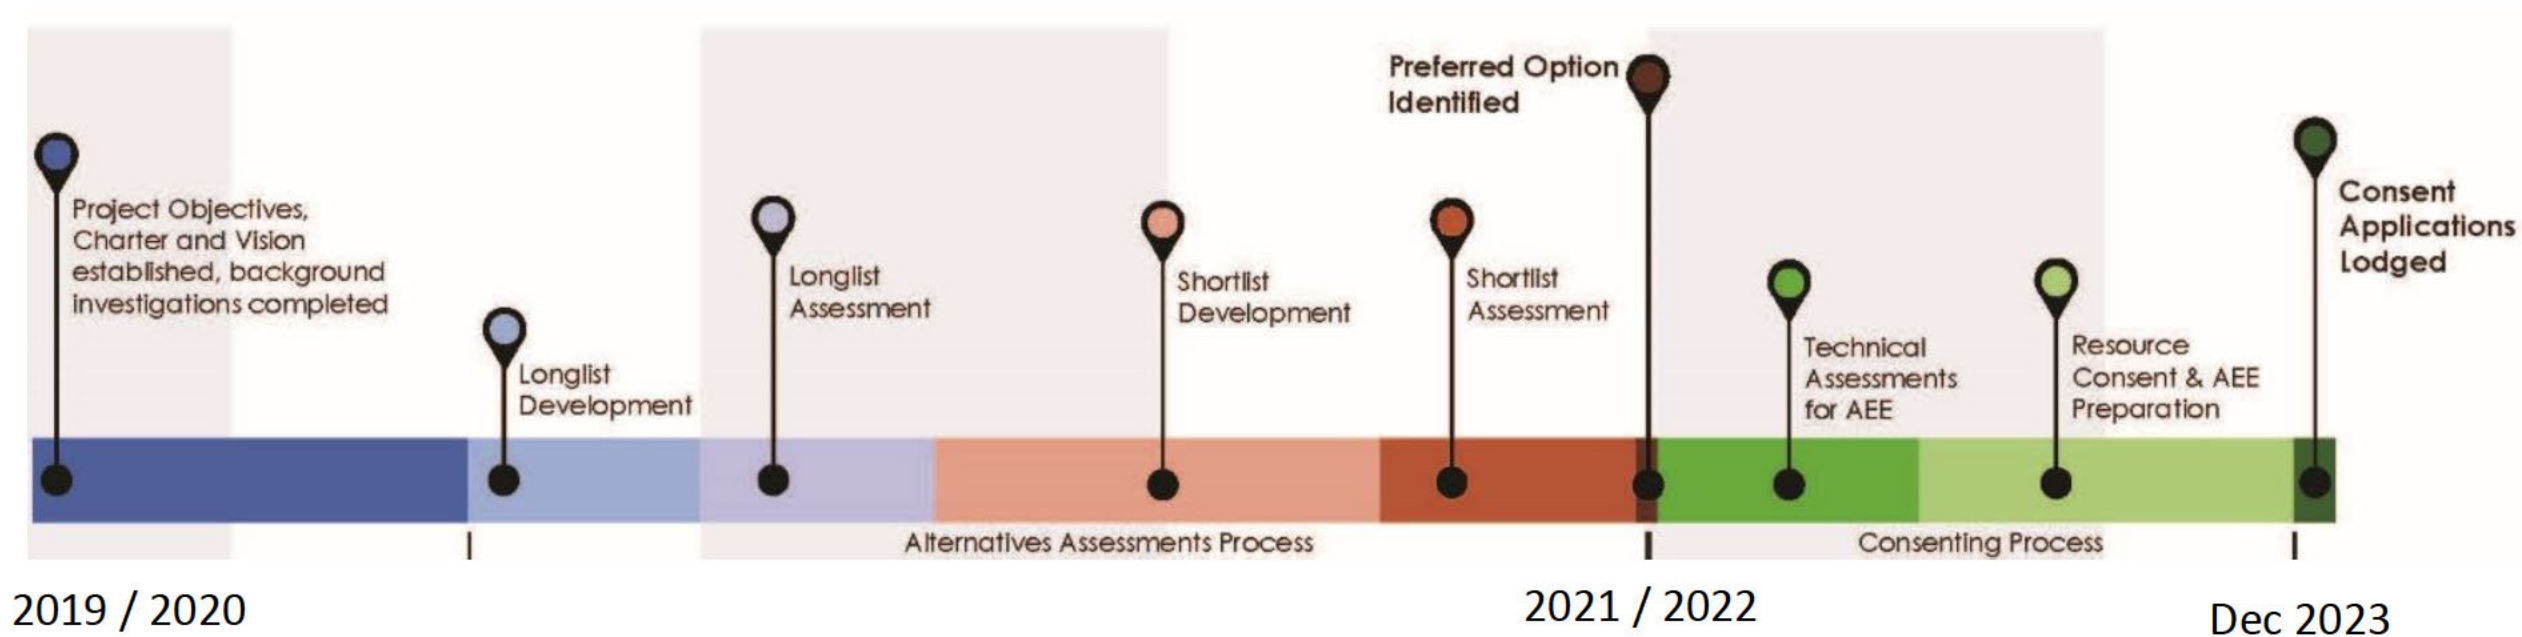 Preferred Option
Identified
Project Objectives,
Charter and Vision
established, background
investigations completed
Longlist
Development
Longlist
Assessment
Shortlist
Development
Shortlist
Assessment
Technical
Assessments
for AEE
Resource
Consent & AEE
Preparation
Consent
Applications
Lodged
Alternatives Assessments Process
Consenting Process
2019 / 2020
2021 / 2022
Dec 2023